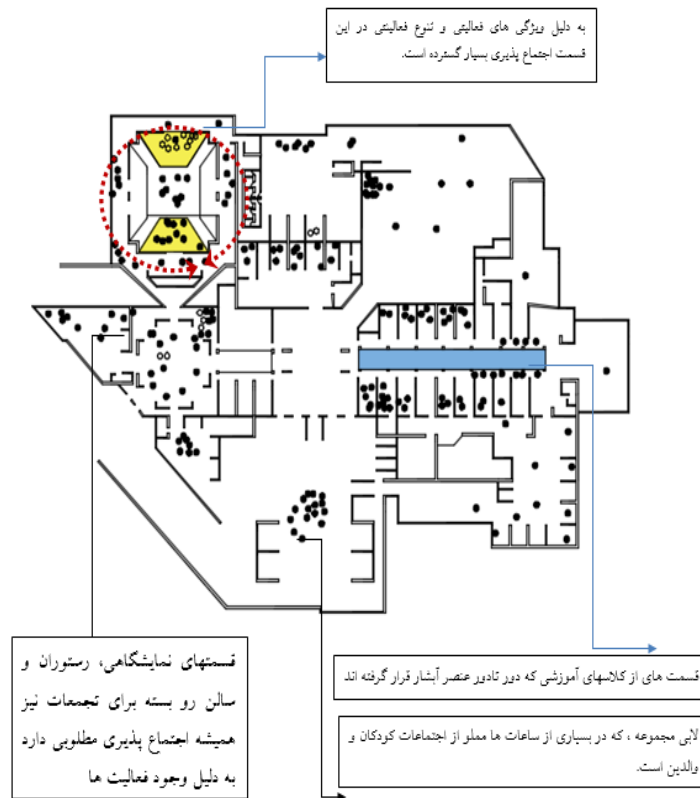 به دلیل ویژگی های فعالیتی و تنوع فعالیتی در این
قسمت اجتماع پذیری بسیار گسترده است.
قسمتهای نمایشگاهی، رستوران و
سالن رو بسته برای تجمعات نیز
همیشه اجتماع پذیری مطلوبی دارد
به دلیل وجود فعالیت ها
قسمت های از کلاسهای آموزشی که دور تادور عنصر آبشار قرار گرفته اند
لابی مجموعه ، که در بسیاری از ساعات ها مملو از اجتماعات کودکان و
والدین است.